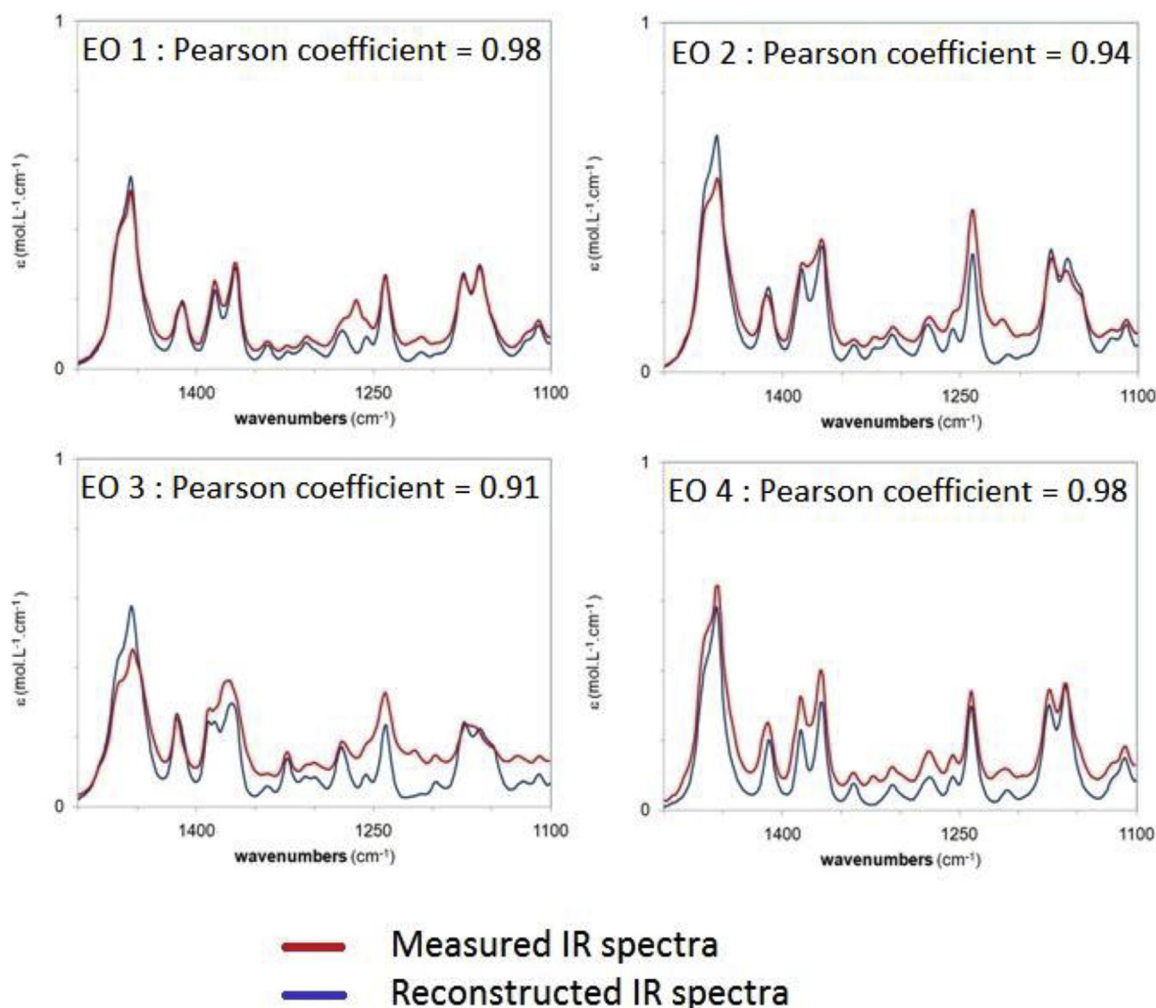 1
EO 1 : Pearson coefficient = 0.98
ε (mol.L⁻¹.cm⁻¹)
0
1400
1250
1100
wavenumbers (cm⁻¹)
1
EO 2 : Pearson coefficient = 0.94
ε (mol.L⁻¹.cm⁻¹)
0
1400
1250
1100
wavenumbers (cm⁻¹)
1
EO 3 : Pearson coefficient = 0.91
ε (mol.L⁻¹.cm⁻¹)
0
1400
1250
1100
wavenumbers (cm⁻¹)
1
EO 4 : Pearson coefficient = 0.98
ε (mol.L⁻¹.cm⁻¹)
0
1400
1250
1100
wavenumbers (cm⁻¹)
Measured IR spectra
Reconstructed IR spectra